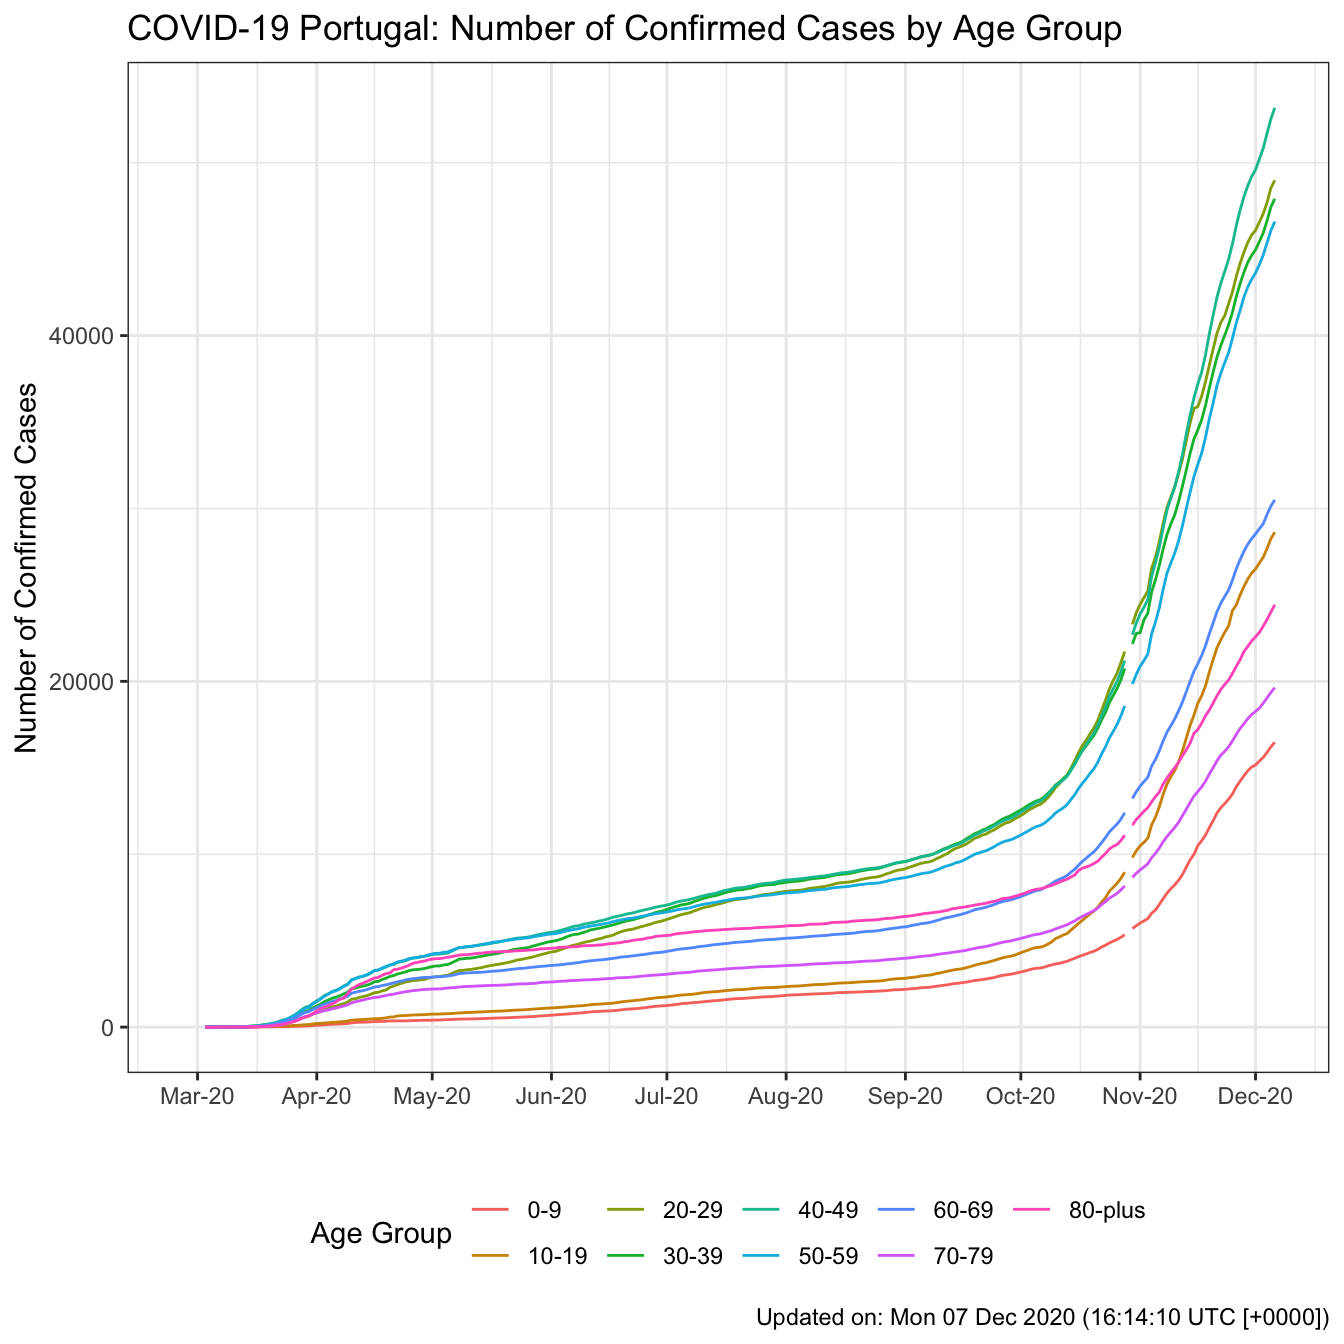 COVID-19 Portugal: Number of Confirmed Cases by Age Group
Number of Confirmed Cases
40000
20000
0
Mar-20 Apr-20 May-20 Jun-20 Jul-20 Aug-20 Sep-20 Oct-20 Nov-20 Dec-20
Age Group
0-9 20-29 40-49 60-69 80-plus
10-19 30-39 50-59 70-79
Updated on: Mon 07 Dec 2020 (16:14:10 UTC [+0000])